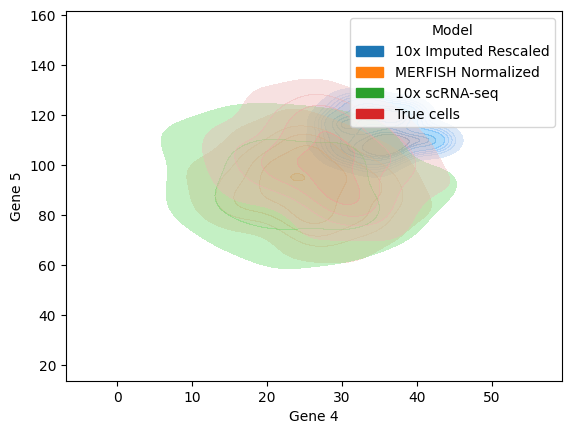 160
140
120
100
80
60
40
20
Gene 5
0
10
20
30
40
50
Gene 4
Model
10x Imputed Rescaled
MERFISH Normalized
10x scRNA-seq
True cells